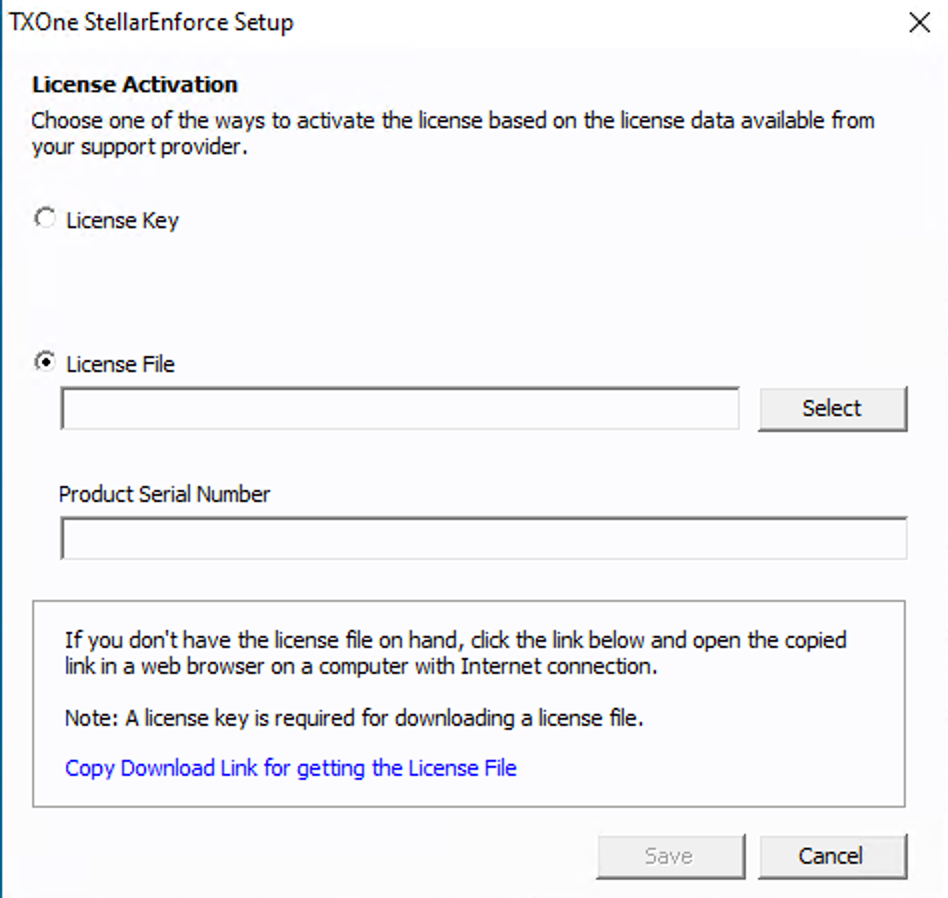 TXOne StellarEnforce Setup
License Activation
Choose one of the ways to activate the license based on the license data available from
your support provider.
License Key
License File
Select
Product Serial Number
If you don't have the license file on hand, click the link below and open the copied
link in a web browser on a computer with Internet connection.
Note: A license key is required for downloading a license file.
Copy Download Link for getting the License File
Save
Cancel